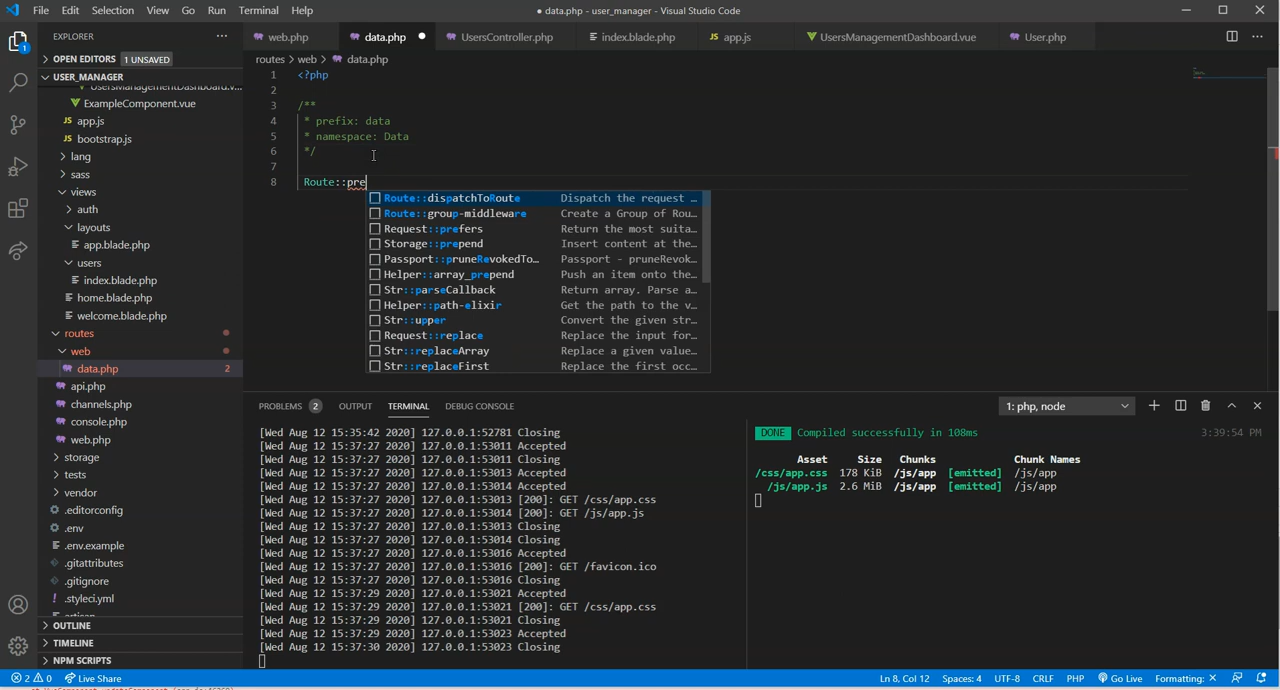 File Edit Selection View Go Run Terminal Help
● data.php - user_manager - Visual Studio Code
EXPLORER
web.php data.php UsersController.php index.blade.php app.js UsersManagementDashboard.vue User.php
OPEN EDITORS 1 UNSAVED
USER_MANAGER
UsersManagementDashboard.v...
ExampleComponent.vue
app.js
bootstrap.js
lang
sass
views
auth
layouts
app.blade.php
users
index.blade.php
home.blade.php
welcome.blade.php
routes
web
data.php 2
api.php
channels.php
console.php
web.php
storage
tests
vendor
.editorconfig
.env
.env.example
.gitattributes
.gitignore
.styleci.yml
artisan
OUTLINE
TIMELINE
NPM SCRIPTS
routes > web > data.php
1 <?php
2
3 /**
4 * prefix: data
5 * namespace: Data
6 */
7
8 Route::pre
Route::dispatchToRoute Dispatch the request ...
Route::group-middleware Create a Group of Rou...
Request::prefers Return the most suita...
Storage::prepend Insert content at the...
Passport::pruneRevokedTo... Passport - pruneRevok...
Helper::array_prepend Push an item onto the...
Str::parseCallback Return array. Parse a...
Helper::path-elixir Get the path to the v...
Str::upper Convert the given str...
Request::replace Replace the input for...
Str::replaceArray Replace a given value...
Str::replaceFirst Replace the first occ...
PROBLEMS 2 OUTPUT TERMINAL DEBUG CONSOLE
1: php, node
[Wed Aug 12 15:35:42 2020] 127.0.0.1:52781 Closing
[Wed Aug 12 15:37:27 2020] 127.0.0.1:53011 Accepted
[Wed Aug 12 15:37:27 2020] 127.0.0.1:53011 Closing
[Wed Aug 12 15:37:27 2020] 127.0.0.1:53013 Accepted
[Wed Aug 12 15:37:27 2020] 127.0.0.1:53014 Accepted
[Wed Aug 12 15:37:27 2020] 127.0.0.1:53013 [200]: GET /css/app.css
[Wed Aug 12 15:37:27 2020] 127.0.0.1:53014 [200]: GET /js/app.js
[Wed Aug 12 15:37:27 2020] 127.0.0.1:53013 Closing
[Wed Aug 12 15:37:27 2020] 127.0.0.1:53014 Closing
[Wed Aug 12 15:37:27 2020] 127.0.0.1:53016 Accepted
[Wed Aug 12 15:37:27 2020] 127.0.0.1:53016 [200]: GET /favicon.ico
[Wed Aug 12 15:37:27 2020] 127.0.0.1:53016 Closing
[Wed Aug 12 15:37:29 2020] 127.0.0.1:53021 Accepted
[Wed Aug 12 15:37:29 2020] 127.0.0.1:53021 [200]: GET /css/app.css
[Wed Aug 12 15:37:29 2020] 127.0.0.1:53021 Closing
[Wed Aug 12 15:37:29 2020] 127.0.0.1:53023 Accepted
[Wed Aug 12 15:37:30 2020] 127.0.0.1:53023 Closing
DONE Compiled successfully in 108ms 3:39:54 PM
Asset Size Chunks Chunk Names
/css/app.css 178 KiB /js/app [emitted] /js/app
/js/app.js 2.6 MiB /js/app [emitted] /js/app
2 0 Live Share
Ln 8, Col 12 Spaces: 4 UTF-8 CRLF PHP Go Live Formatting: ×